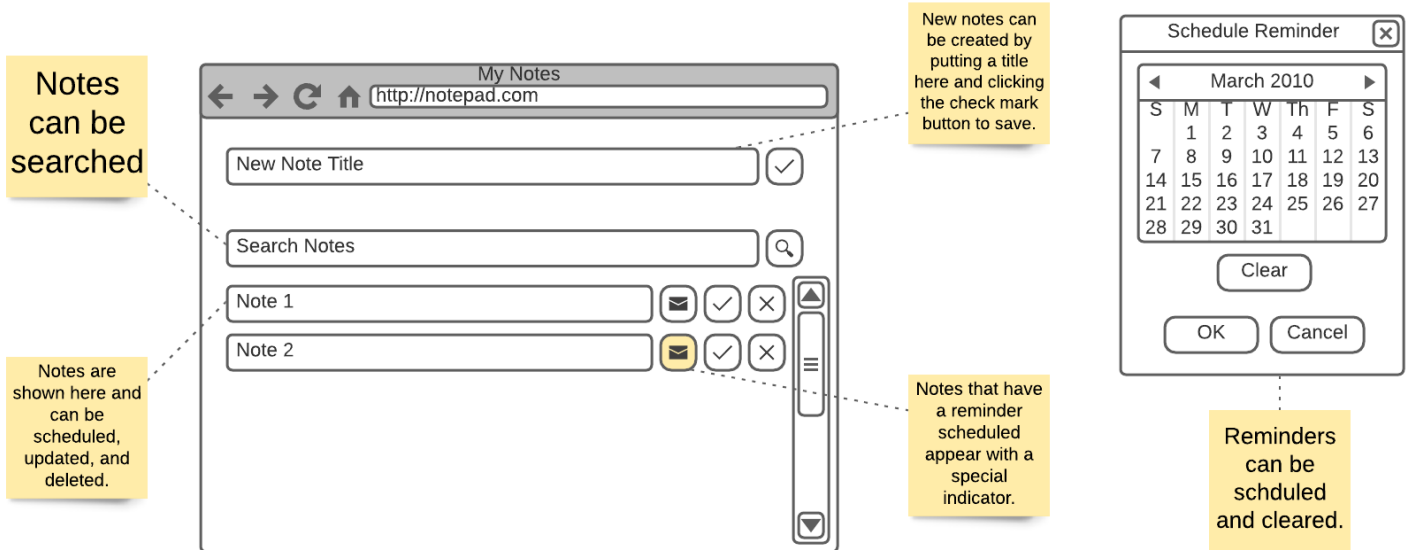 Notes
can be
searched
My Notes
http://notepad.com
New Note Title
Search Notes
Note 1
Note 2
Notes are
shown here and
can be
scheduled,
updated, and
deleted.
New notes can
be created by
putting a title
here and clicking
the check mark
button to save.
Notes that have
a reminder
scheduled
appear with a
special
indicator.
Schedule Reminder
March 2010
S M T W Th F S
1 2 3 4 5 6
7 8 9 10 11 12 13
14 15 16 17 18 19 20
21 22 23 24 25 26 27
28 29 30 31
Clear
OK Cancel
Reminders
can be
schduled
and cleared.